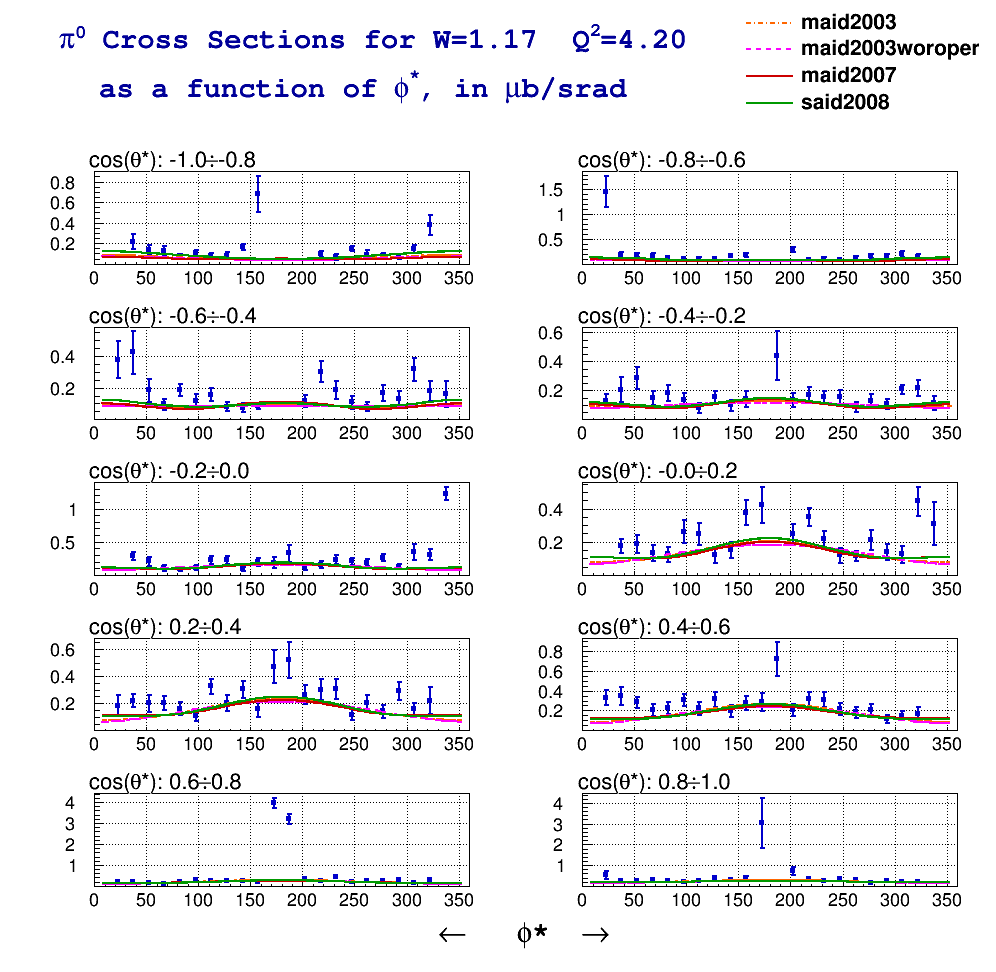 π⁰ Cross Sections for W=1.17 Q²=4.20
as a function of ϕ*, in μb/srad
maid2003
maid2003woroper
maid2007
said2008
cos(θ*): -1.0÷-0.8
0.8
0.6
0.4
0.2
0 50 100 150 200 250 300 350
cos(θ*): -0.8÷-0.6
1.5
1
0.5
0 50 100 150 200 250 300 350
cos(θ*): -0.6÷-0.4
0.4
0.2
0 50 100 150 200 250 300 350
cos(θ*): -0.4÷-0.2
0.6
0.4
0.2
0 50 100 150 200 250 300 350
cos(θ*): -0.2÷0.0
1
0.5
0 50 100 150 200 250 300 350
cos(θ*): -0.0÷0.2
0.4
0.2
0 50 100 150 200 250 300 350
cos(θ*): 0.2÷0.4
0.6
0.4
0.2
0 50 100 150 200 250 300 350
cos(θ*): 0.4÷0.6
0.8
0.6
0.4
0.2
0 50 100 150 200 250 300 350
cos(θ*): 0.6÷0.8
4
3
2
1
0 50 100 150 200 250 300 350
cos(θ*): 0.8÷1.0
4
3
2
1
0 50 100 150 200 250 300 350
← ϕ* →